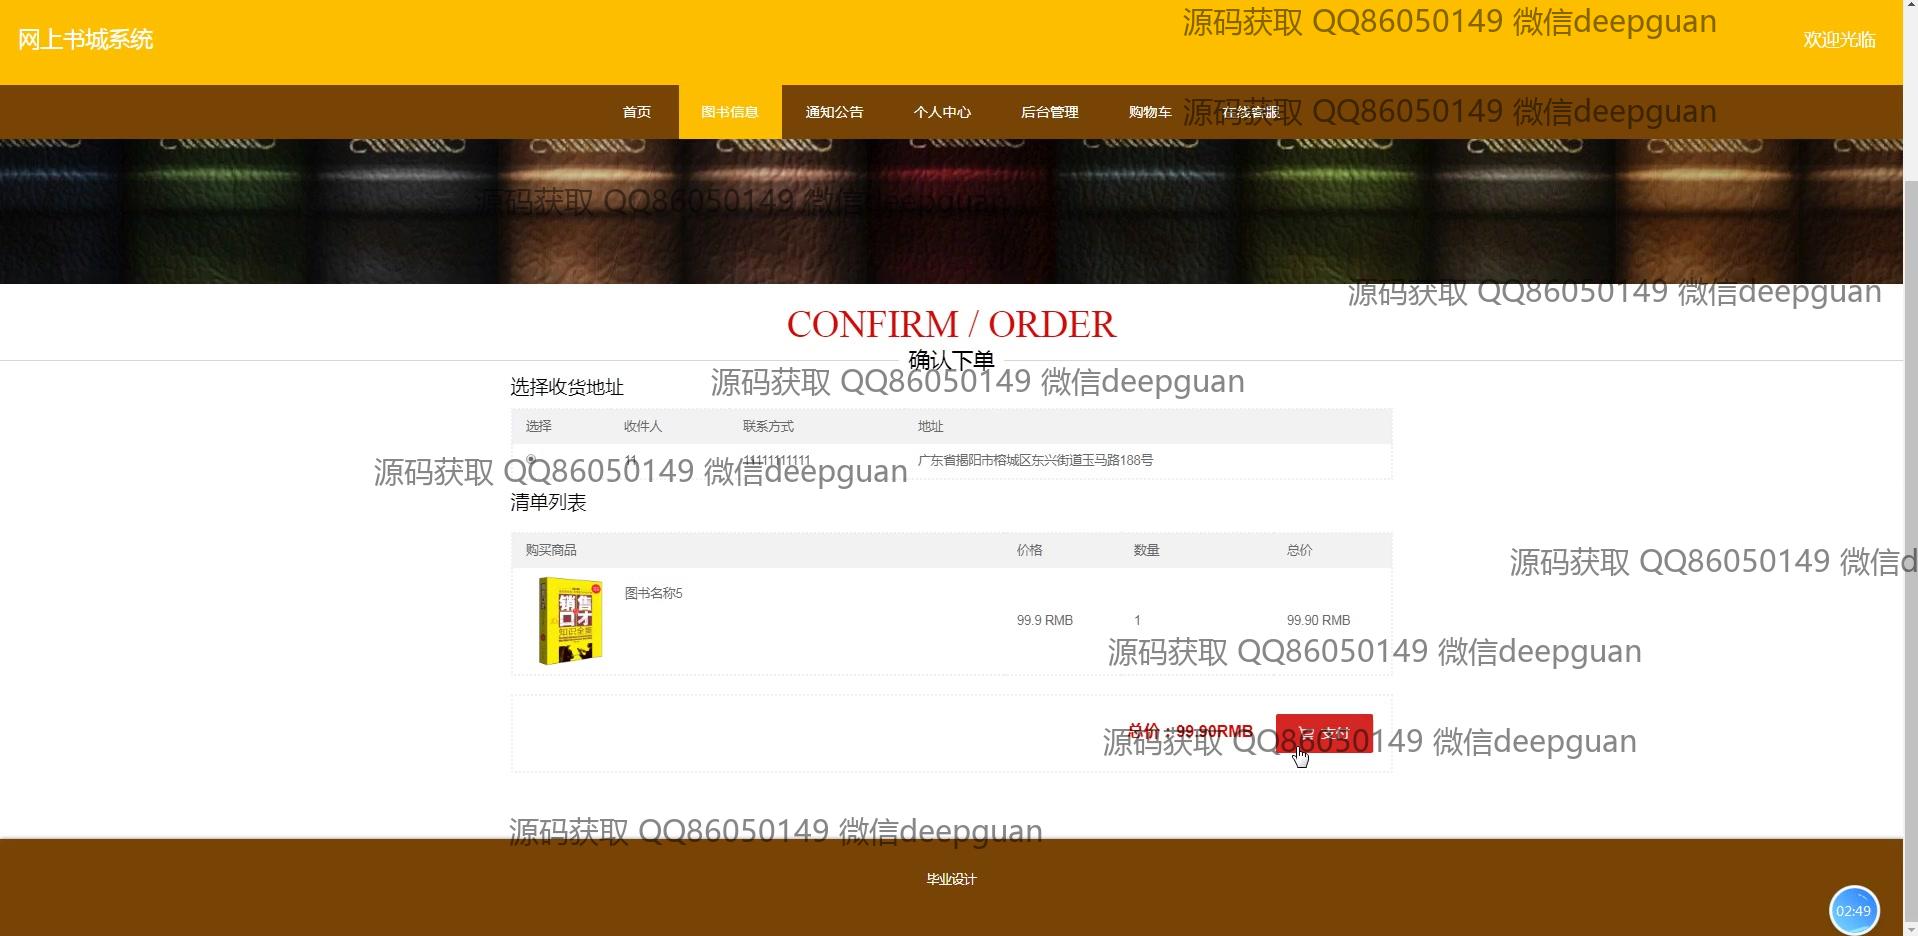 源码获取 QQ86050149 微信deepguan
网上书城系统
欢迎光临
首页 图书信息 通知公告 个人中心 后台管理 购物车 在线客服
源码获取 QQ86050149 微信deepguan
源码获取 QQ86050149 微信deepguan
源码获取 QQ86050149 微信deepguan
CONFIRM / ORDER
确认下单
选择收货地址
源码获取 QQ86050149 微信deepguan
选择 收件人 联系方式 地址
11 11111111111 广东省揭阳市榕城区东兴街道玉马路188号
源码获取 QQ86050149 微信deepguan
清单列表
购买商品 价格 数量 总价
源码获取 QQ86050149 微信d
图书名称5
销售
口才
知识全集
99.9 RMB 1 99.90 RMB
源码获取 QQ86050149 微信deepguan
总价：99.90RMB 支付
源码获取 QQ86050149 微信deepguan
源码获取 QQ86050149 微信deepguan
毕业设计
02:49